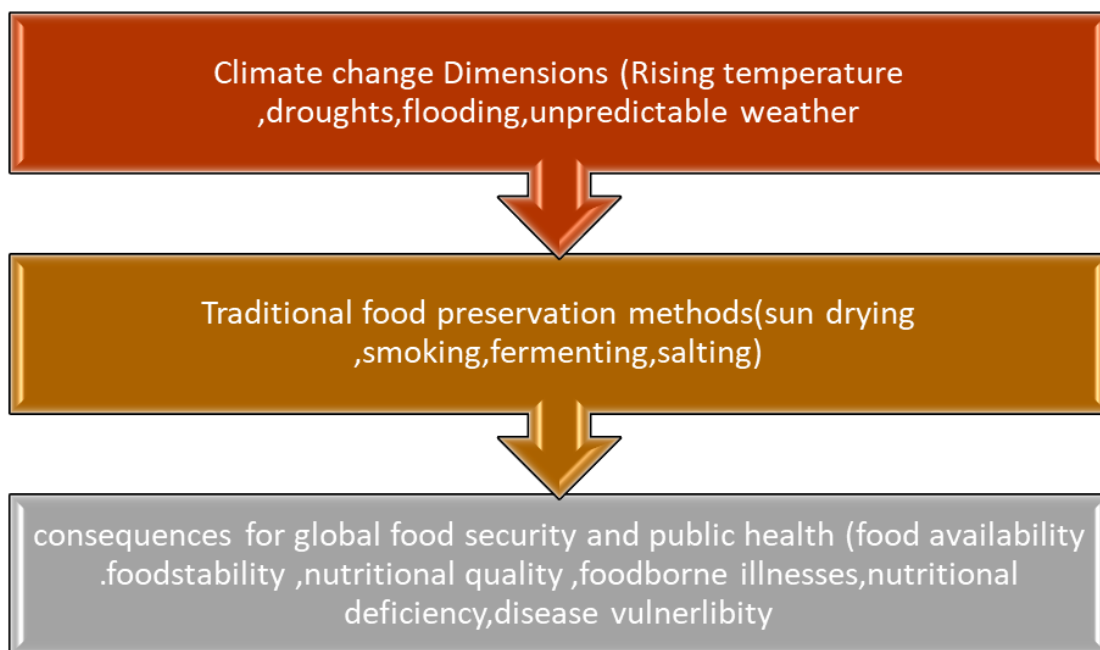 Climate change Dimensions (Rising temperature
,droughts,flooding,unpredictable weather
Traditional food preservation methods(sun drying
,smoking,fermenting,salting)
consequences for global food security and public health (food availability
.foodstability ,nutritional quality ,foodborne illnesses,nutritional
deficiency,disease vulnerlibity